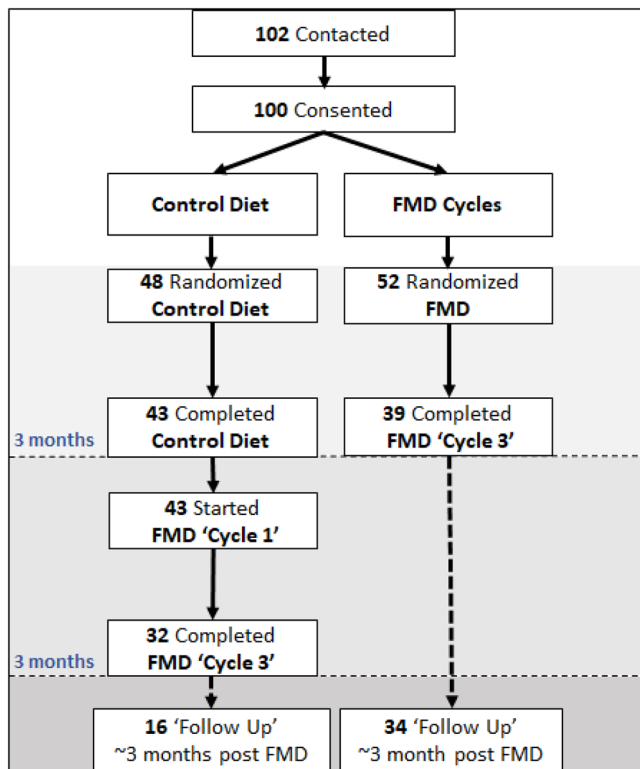 102 Contacted
100 Consented
Control Diet
FMD Cycles
48 Randomized
Control Diet
52 Randomized
FMD
43 Completed
Control Diet
39 Completed
FMD ‘Cycle 3’
3 months
43 Started
FMD ‘Cycle 1’
32 Completed
FMD ‘Cycle 3’
3 months
16 ‘Follow Up’
~3 months post FMD
34 ‘Follow Up’
~3 month post FMD